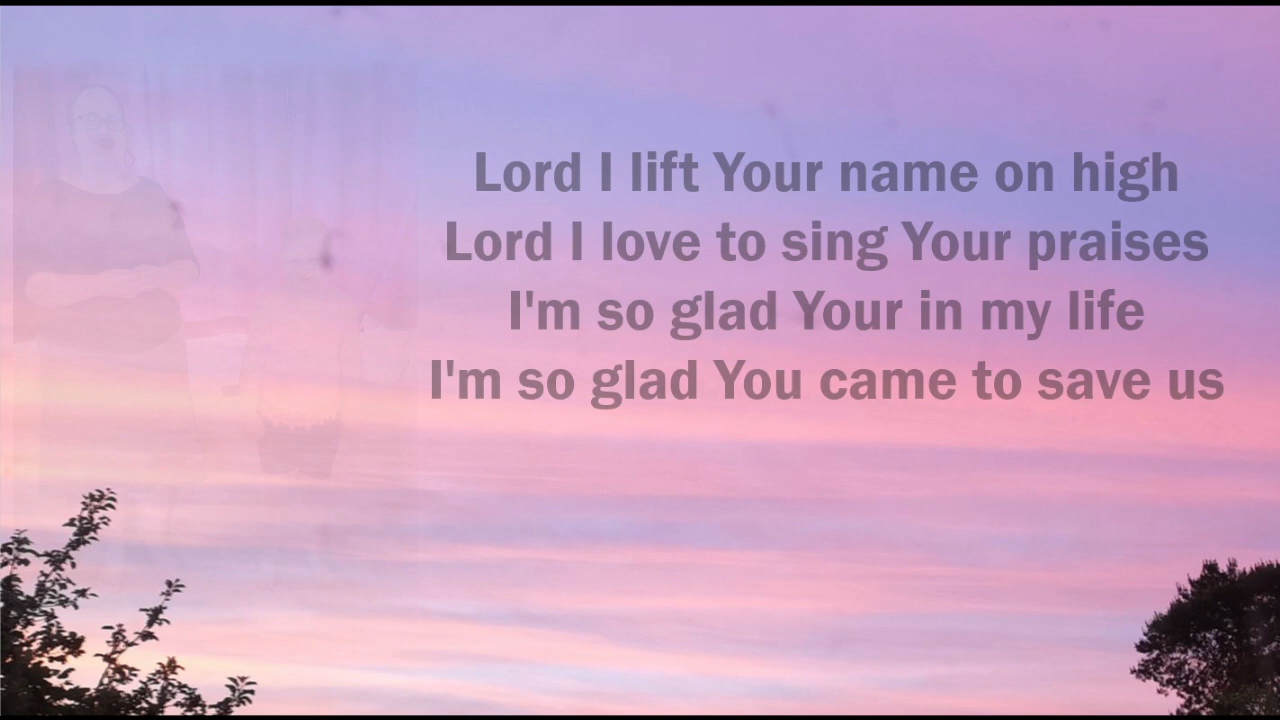 Lord I lift Your name on high
Lord I love to sing Your praises
I'm so glad Your in my life
I'm so glad You came to save us